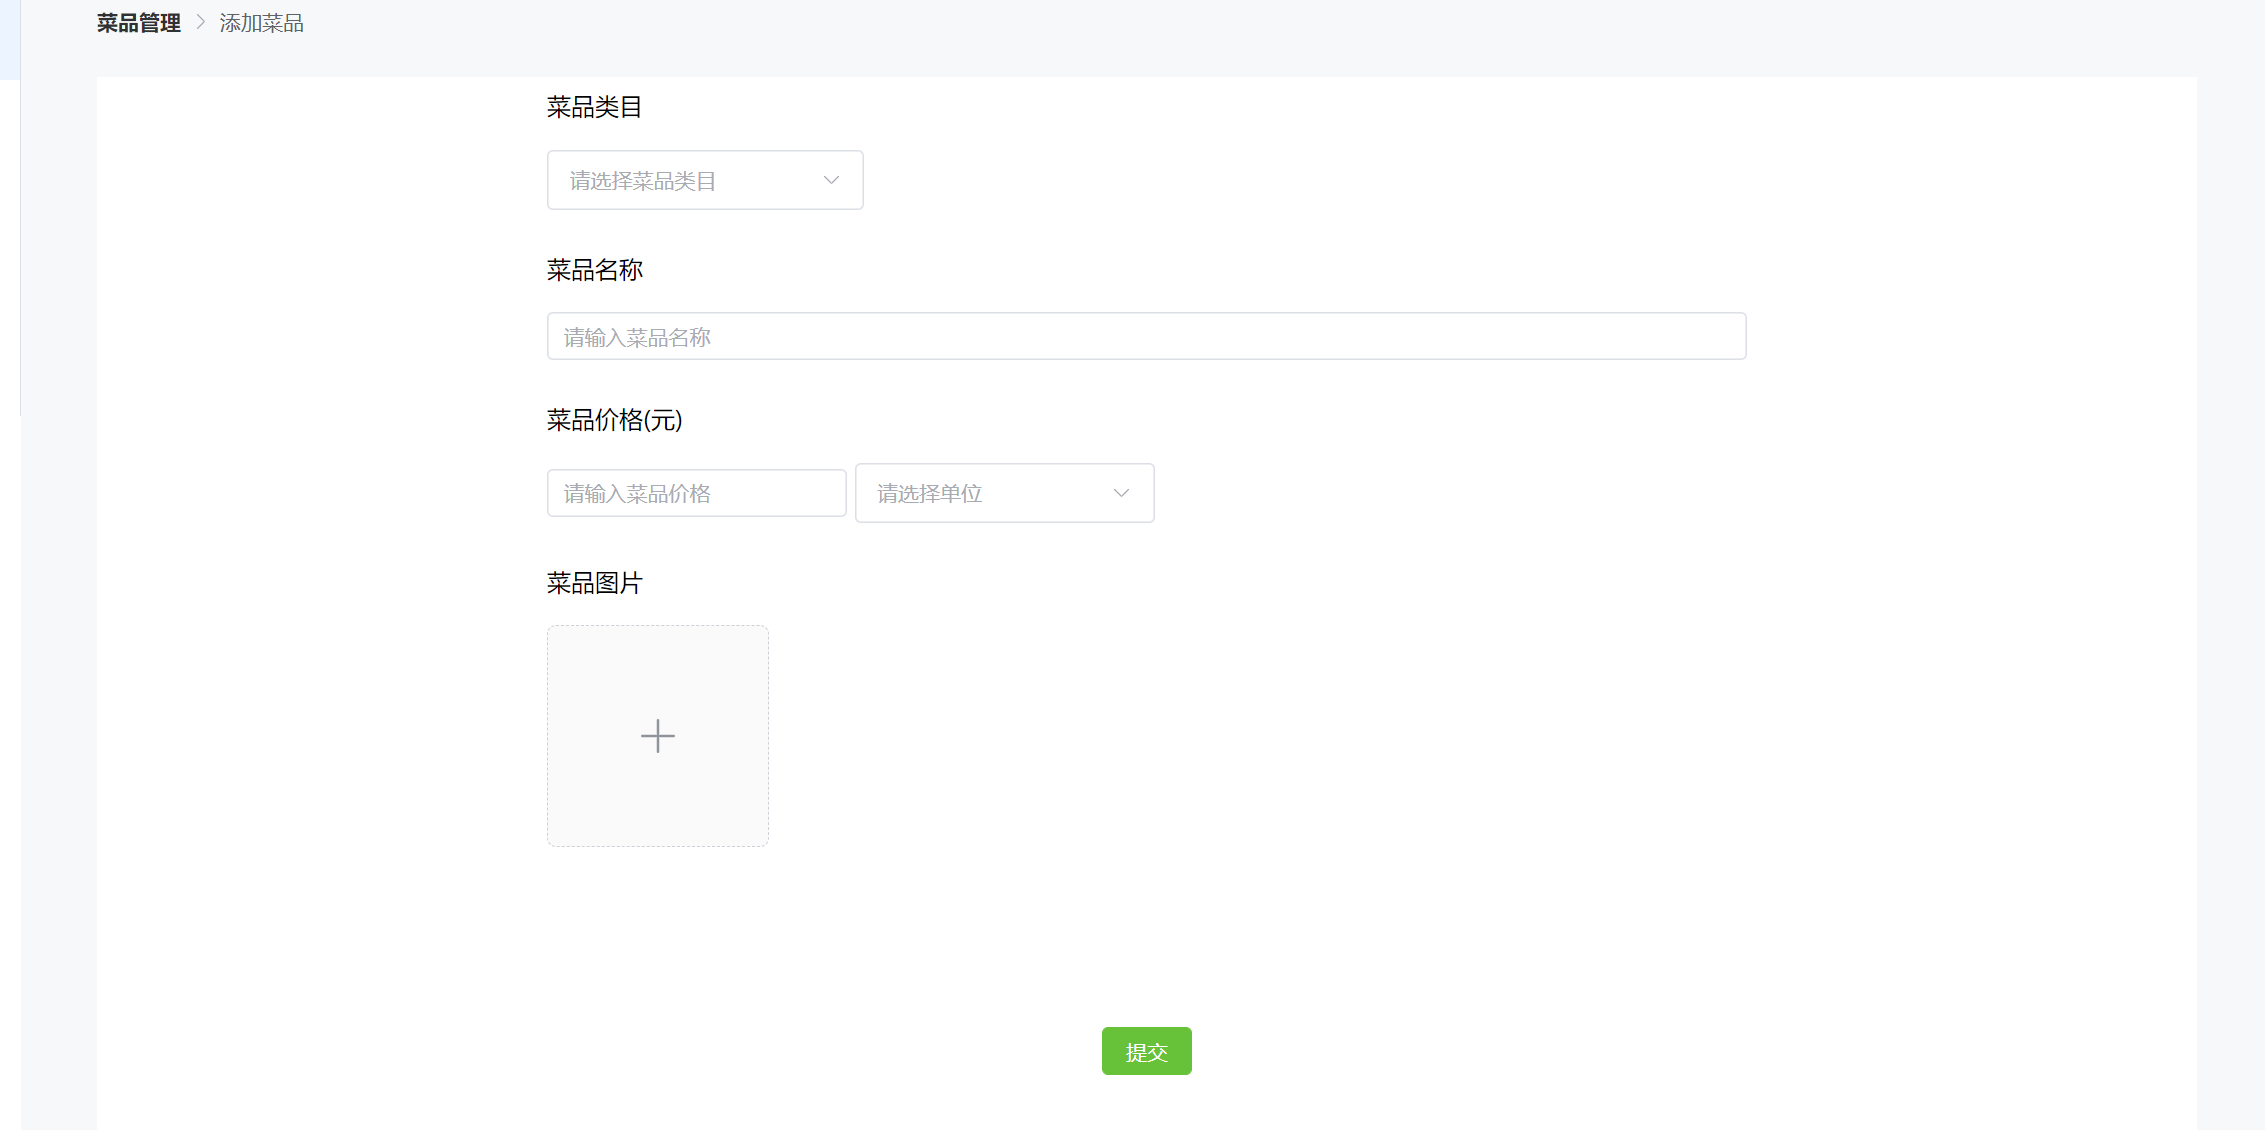 菜品管理 添加菜品
菜品类目
请选择菜品类目
菜品名称
请输入菜品名称
菜品价格(元)
请输入菜品价格 请选择单位
菜品图片
提交